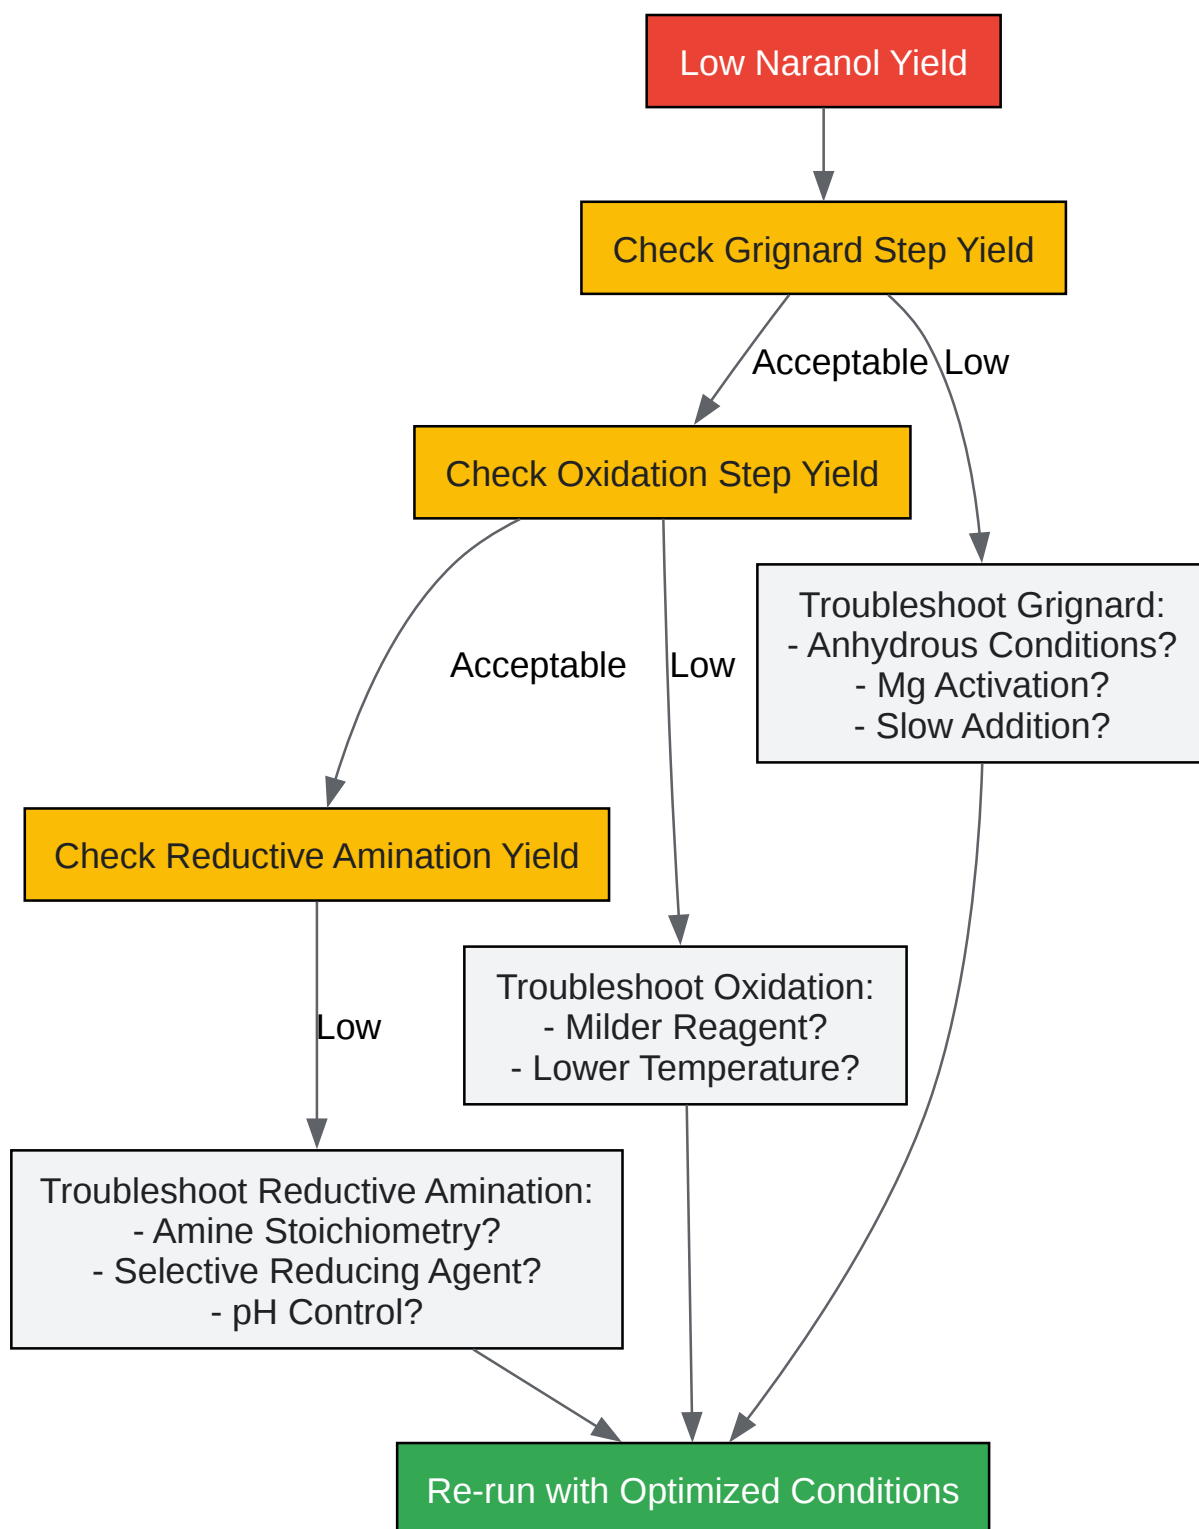 Low Naranol Yield
Check Grignard Step Yield
Acceptable
Low
Check Oxidation Step Yield
Troubleshoot Grignard:
- Anhydrous Conditions?
- Mg Activation?
- Slow Addition?
Acceptable
Low
Check Reductive Amination Yield
Troubleshoot Oxidation:
- Milder Reagent?
- Lower Temperature?
Low
Troubleshoot Reductive Amination:
- Amine Stoichiometry?
- Selective Reducing Agent?
- pH Control?
Re-run with Optimized Conditions